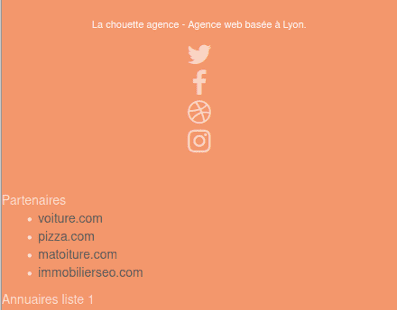 La chouette agence - Agence web basée à Lyon.
Partenaires
voiture.com
pizza.com
matoiture.com
immobilierseo.com
Annuaires liste 1